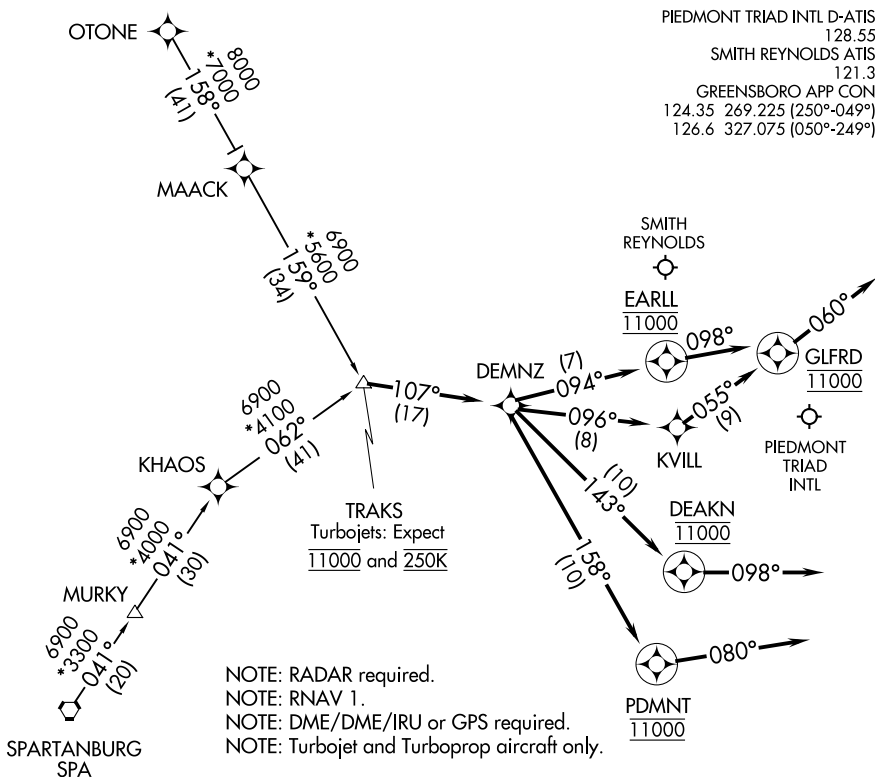 PIEDMONT TRIAD INTL D-ATIS
128.55
SMITH REYNOLDS ATIS
121.3
GREENSBORO APP CON
124.35 269.225 (250°-049°)
126.6 327.075 (050°-249°)
OTONE
8000
*7000
158°
(41)
MAACK
6900
*5600
159°
(34)
SMITH
REYNOLDS
EARLL
11000
098°
060°
GLFRD
11000
DEMNZ
(7)
094°
107°
(17)
096°
(8)
055°
(9)
KVILL
PIEDMONT
TRIAD
INTL
6900
*4100
062°
(41)
KHAOS
TRAKS
Turbojets: Expect
11000 and 250K
(10)
143°
DEAKN
11000
098°
6900
*4000
041°
(30)
158°
(10)
MURKY
6900
*3300
041°
(20)
080°
PDMNT
11000
SPARTANBURG
SPA
NOTE: RADAR required.
NOTE: RNAV 1.
NOTE: DME/DME/IRU or GPS required.
NOTE: Turbojet and Turboprop aircraft only.